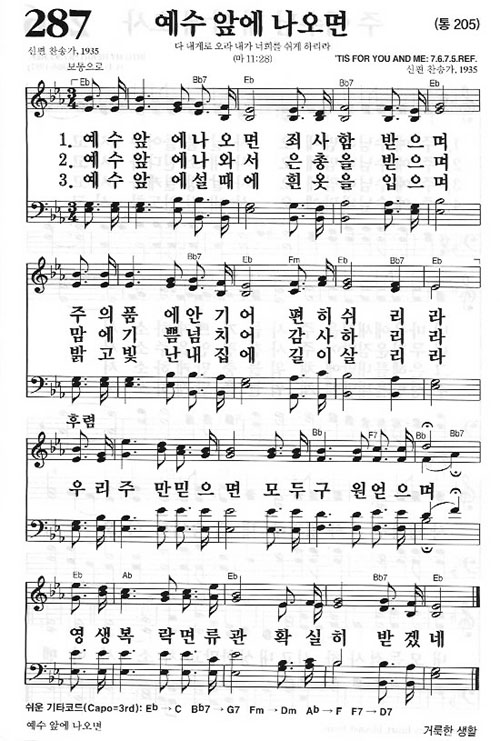 287 예수 앞에 나오면 (통 205)
다 내게로 오라 내가 너희를 쉬게 하리라
신편 찬송가, 1935 (마 11:28) 'TIS FOR YOU AND ME: 7.6.7.5.REF.
보통으로 신편 찬송가, 1935
Eb Bb7 Eb Bb7 Eb
1. 예수 앞 에나오 면 죄사함 받으며
2. 예수 앞 에나와 서 은총을 받으며
3. 예수 앞 에설때 에 흰옷을 입으며
Bb7 Eb Fm Eb Bb7 Eb
주의품 에안기 어 편히쉬 리라
맘에기 쁨넘치 어 감사하 리라
밝고빛 난내집 에 길이살 리라
후렴
Eb Bb F7 Bb Bb7
우리주 만믿으면 모두구 원얻으며
Eb Ab Eb Bb7 Eb
영생복 락면류관 확실히 받겠네
쉬운 기타코드(Capo=3rd): Eb → C Bb7 → G7 Fm → Dm Ab → F F7 → D7
예수 앞에 나오면 거룩한 생활